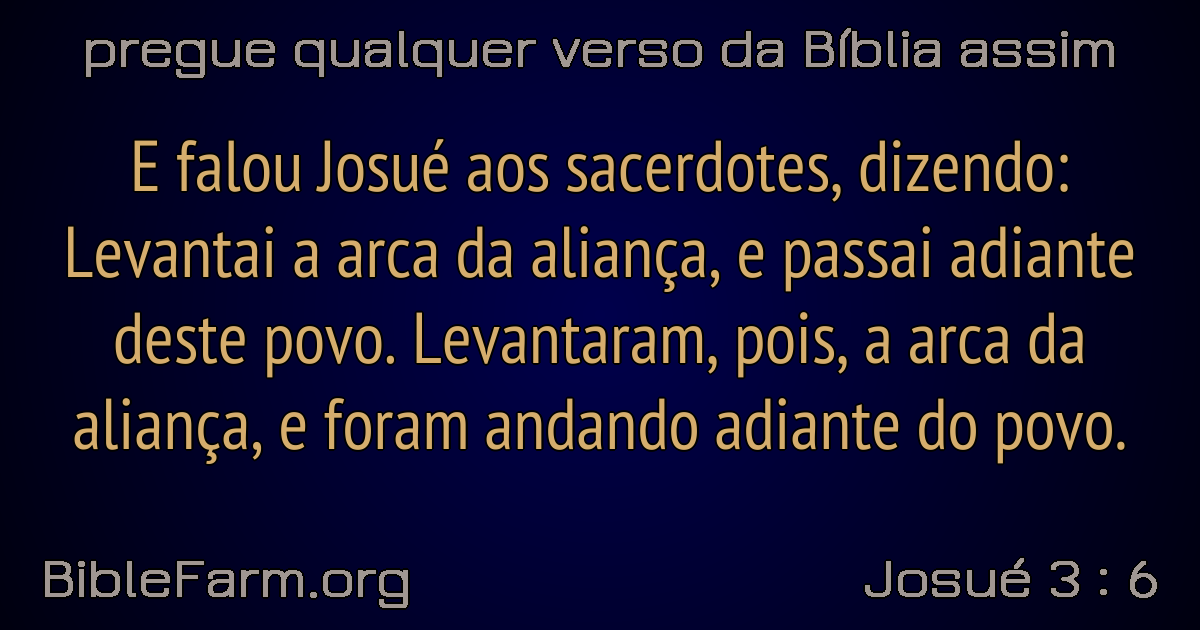 pregue qualquer verso da Bíblia assim
E falou Josué aos sacerdotes, dizendo:
Levantai a arca da aliança, e passai adiante
deste povo. Levantaram, pois, a arca da
aliança, e foram andando adiante do povo.
BibleFarm.org
Josué 3 : 6